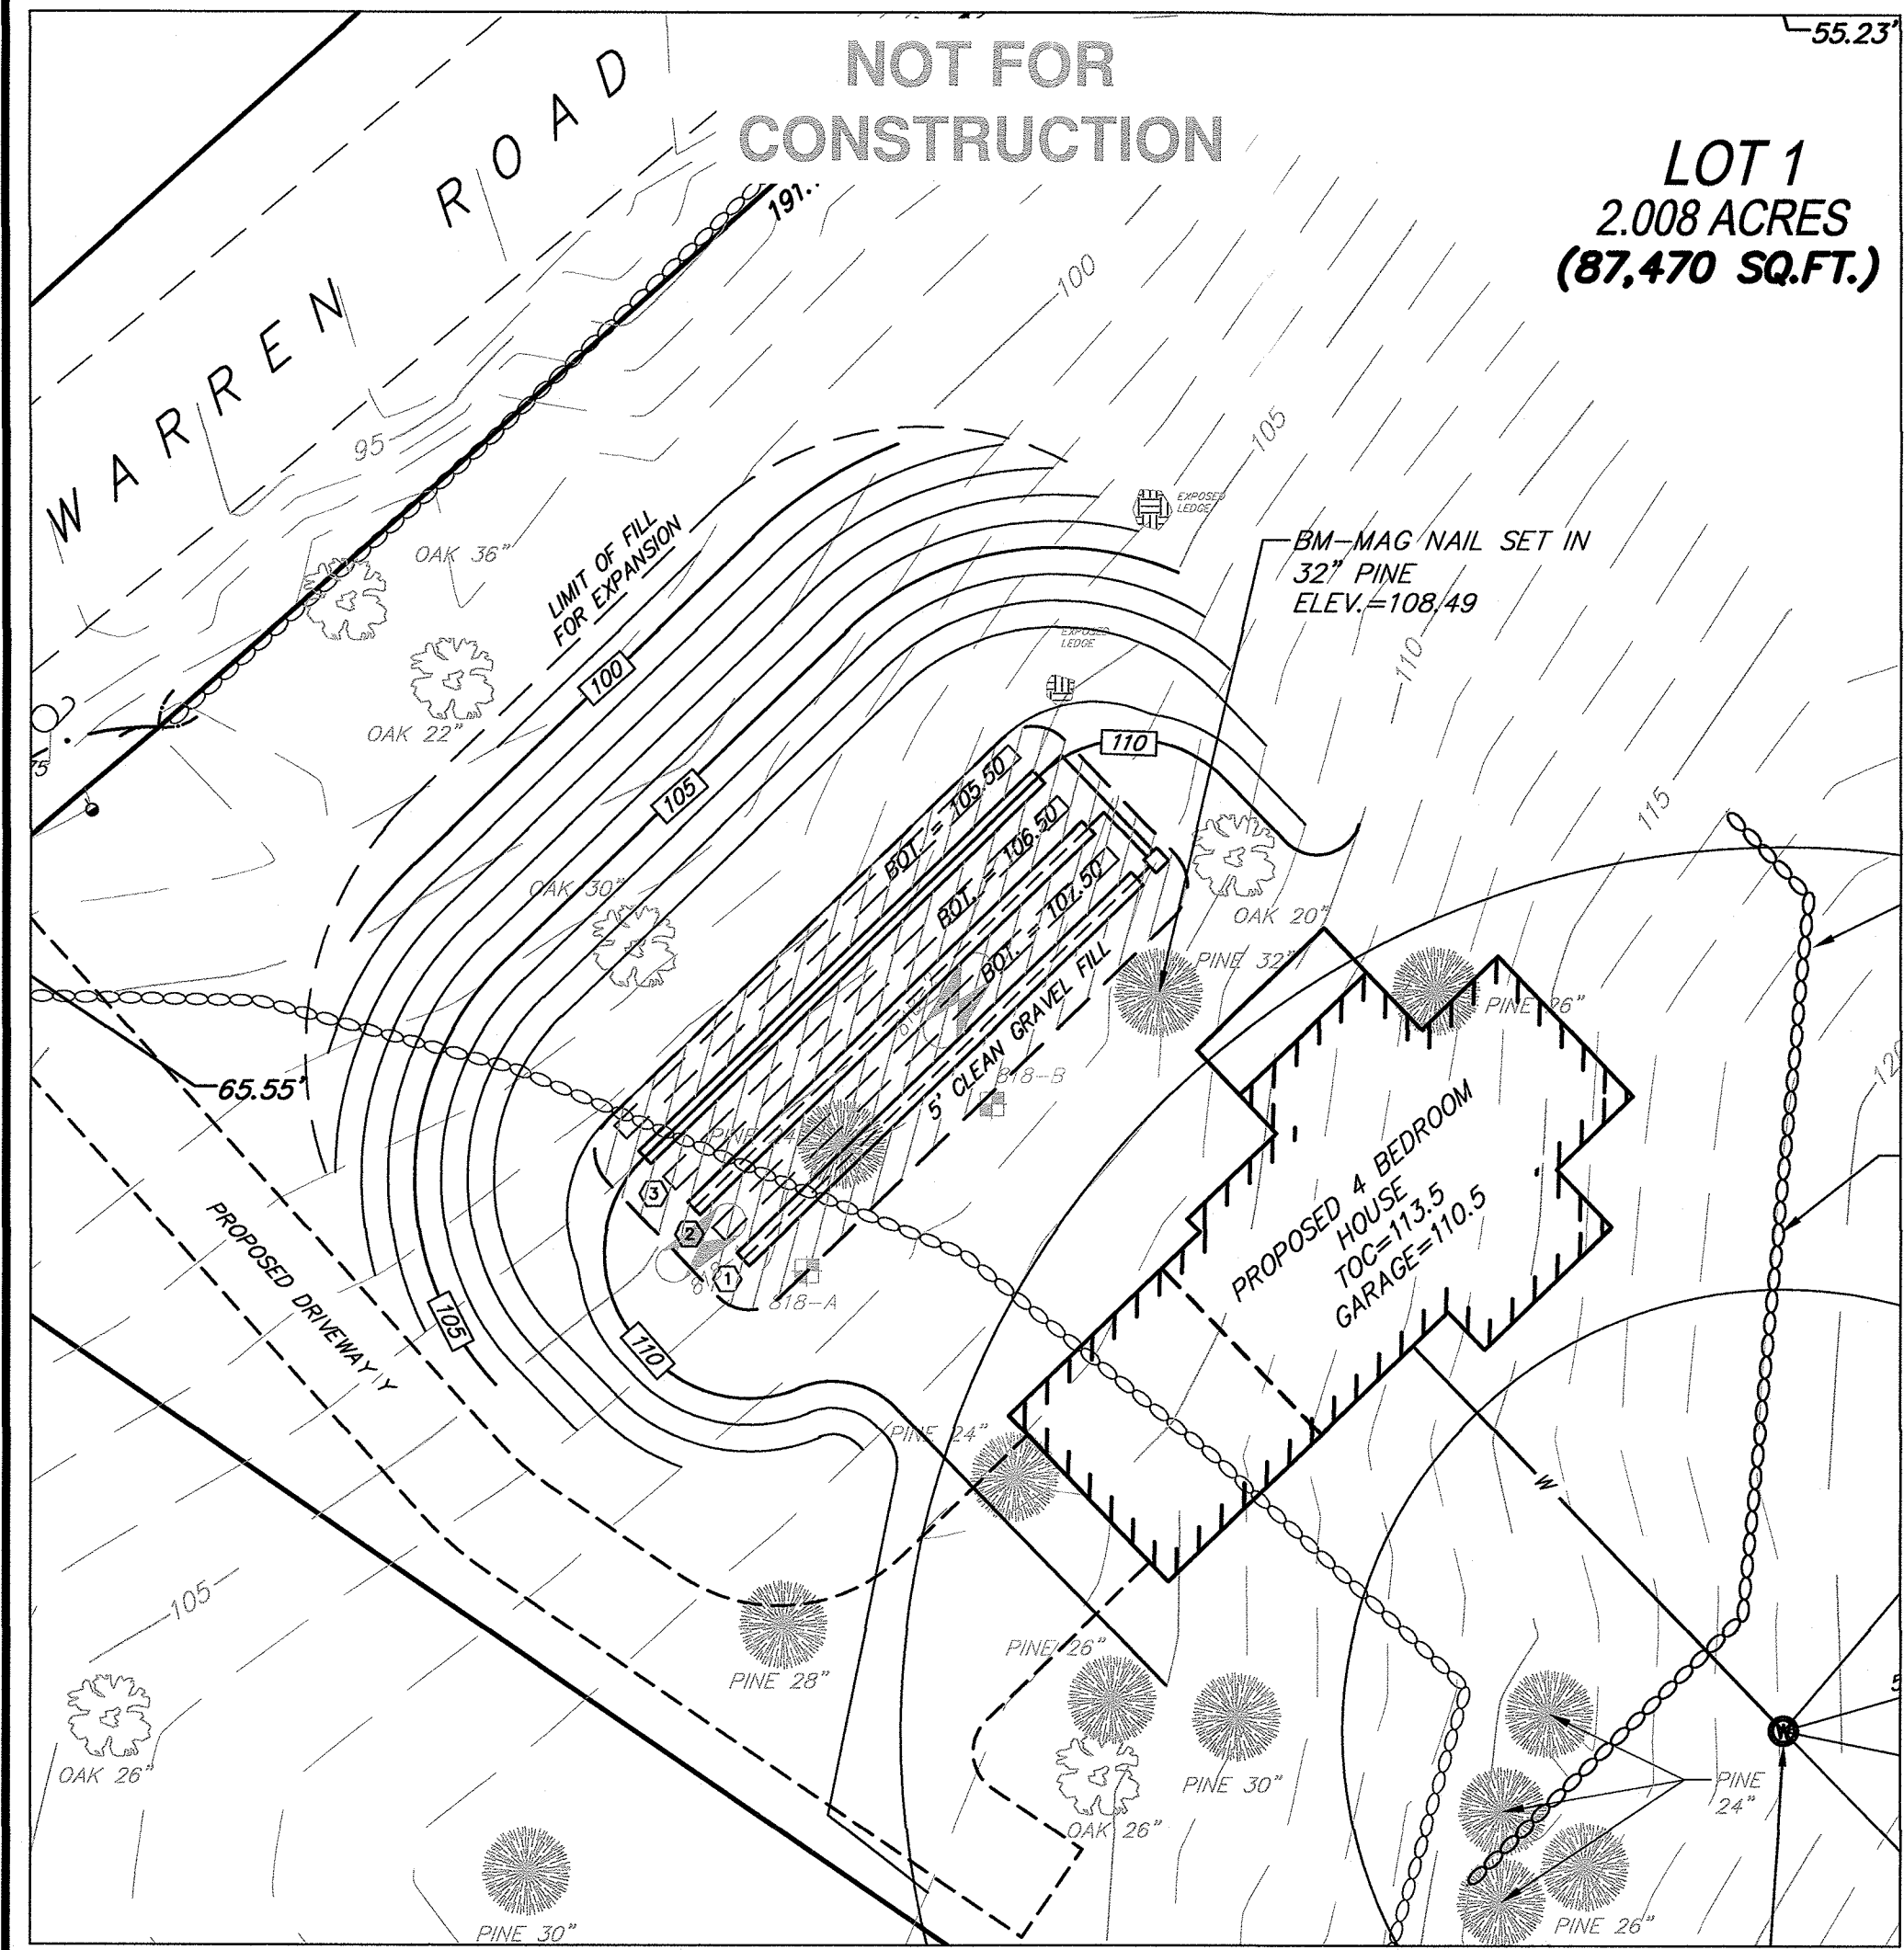 NOT FOR
CONSTRUCTION
55.23'
LOT 1
2.008 ACRES
(87,470 SQ.FT.)
WARREN ROAD
191.
100
95
105
OAK 36"
LIMIT OF FILL
FOR EXPANSION
EXPOSED
LEDGE
BM-MAG NAIL SET IN
32" PINE
ELEV.=108.49
EXPOSED
LEDGE
110
100
OAK 22"
110
75
105
115
BOT. = 105.50
BOT. = 106.50
BOT. = 107.50
OAK 30"
OAK 20"
PINE 32"
PINE 26"
5' CLEAN GRAVEL FILL
818-B
65.55'
PINE 24"
3
2
1
818-A
PROPOSED 4 BEDROOM
HOUSE
TOC=113.5
GARAGE=110.5
PROPOSED DRIVEWAY
105
110
PINE 24"
W
105
PINE 28"
PINE 26"
OAK 26"
PINE 30"
OAK 26"
PINE
24"
W
5
PINE 30"
PINE 26"